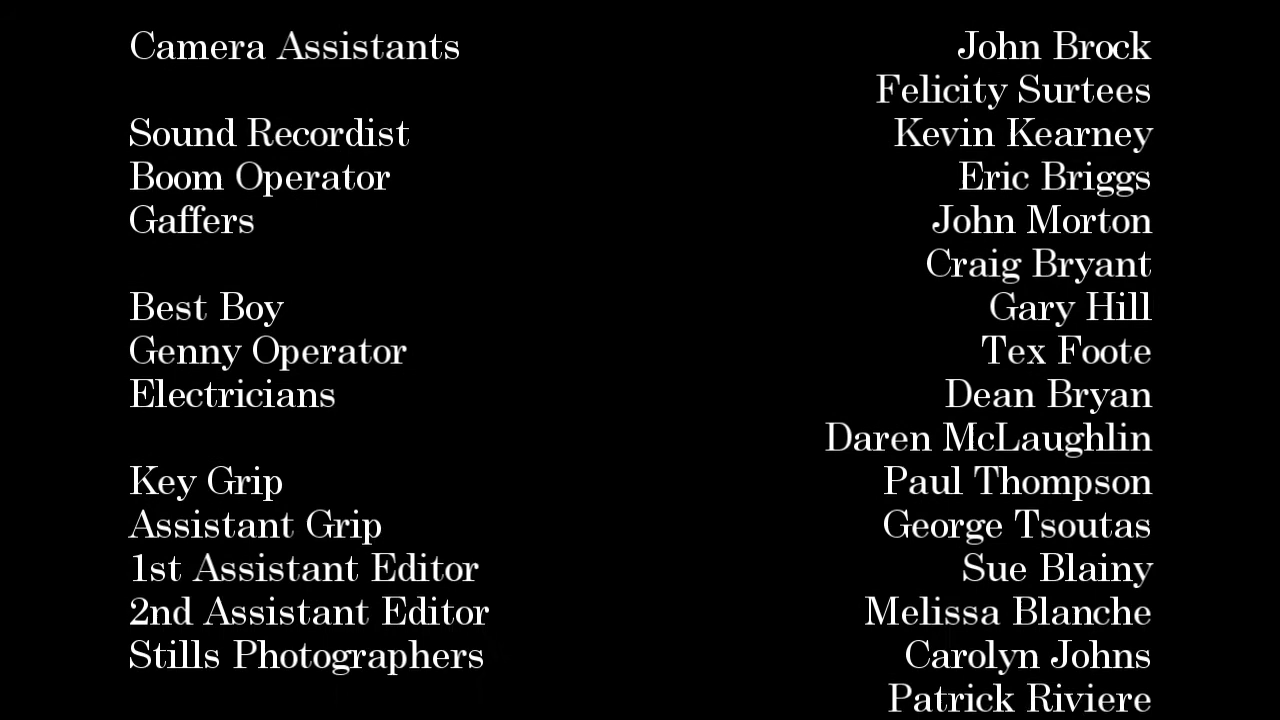 Camera Assistants John Brock
Felicity Surtees
Sound Recordist Kevin Kearney
Boom Operator Eric Briggs
Gaffers John Morton
Craig Bryant
Best Boy Gary Hill
Genny Operator Tex Foote
Electricians Dean Bryan
Daren McLaughlin
Key Grip Paul Thompson
Assistant Grip George Tsoutas
1st Assistant Editor Sue Blainy
2nd Assistant Editor Melissa Blanche
Stills Photographers Carolyn Johns
Patrick Riviere